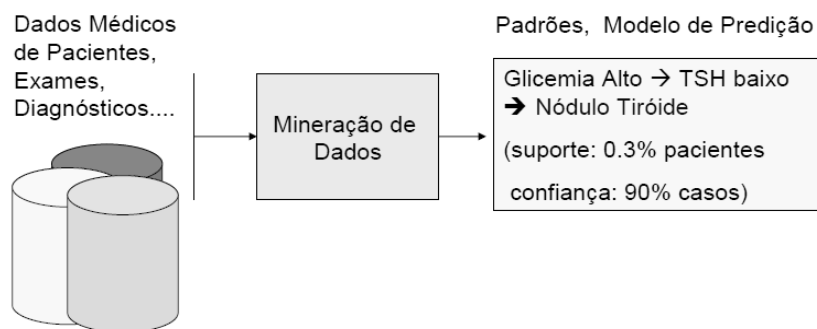 Dados Médicos
de Pacientes,
Exames,
Diagnósticos....
Mineração de
Dados
Padrões, Modelo de Predição
Glicemia Alto → TSH baixo
➔ Nódulo Tiróide
(suporte: 0.3% pacientes
confiança: 90% casos)